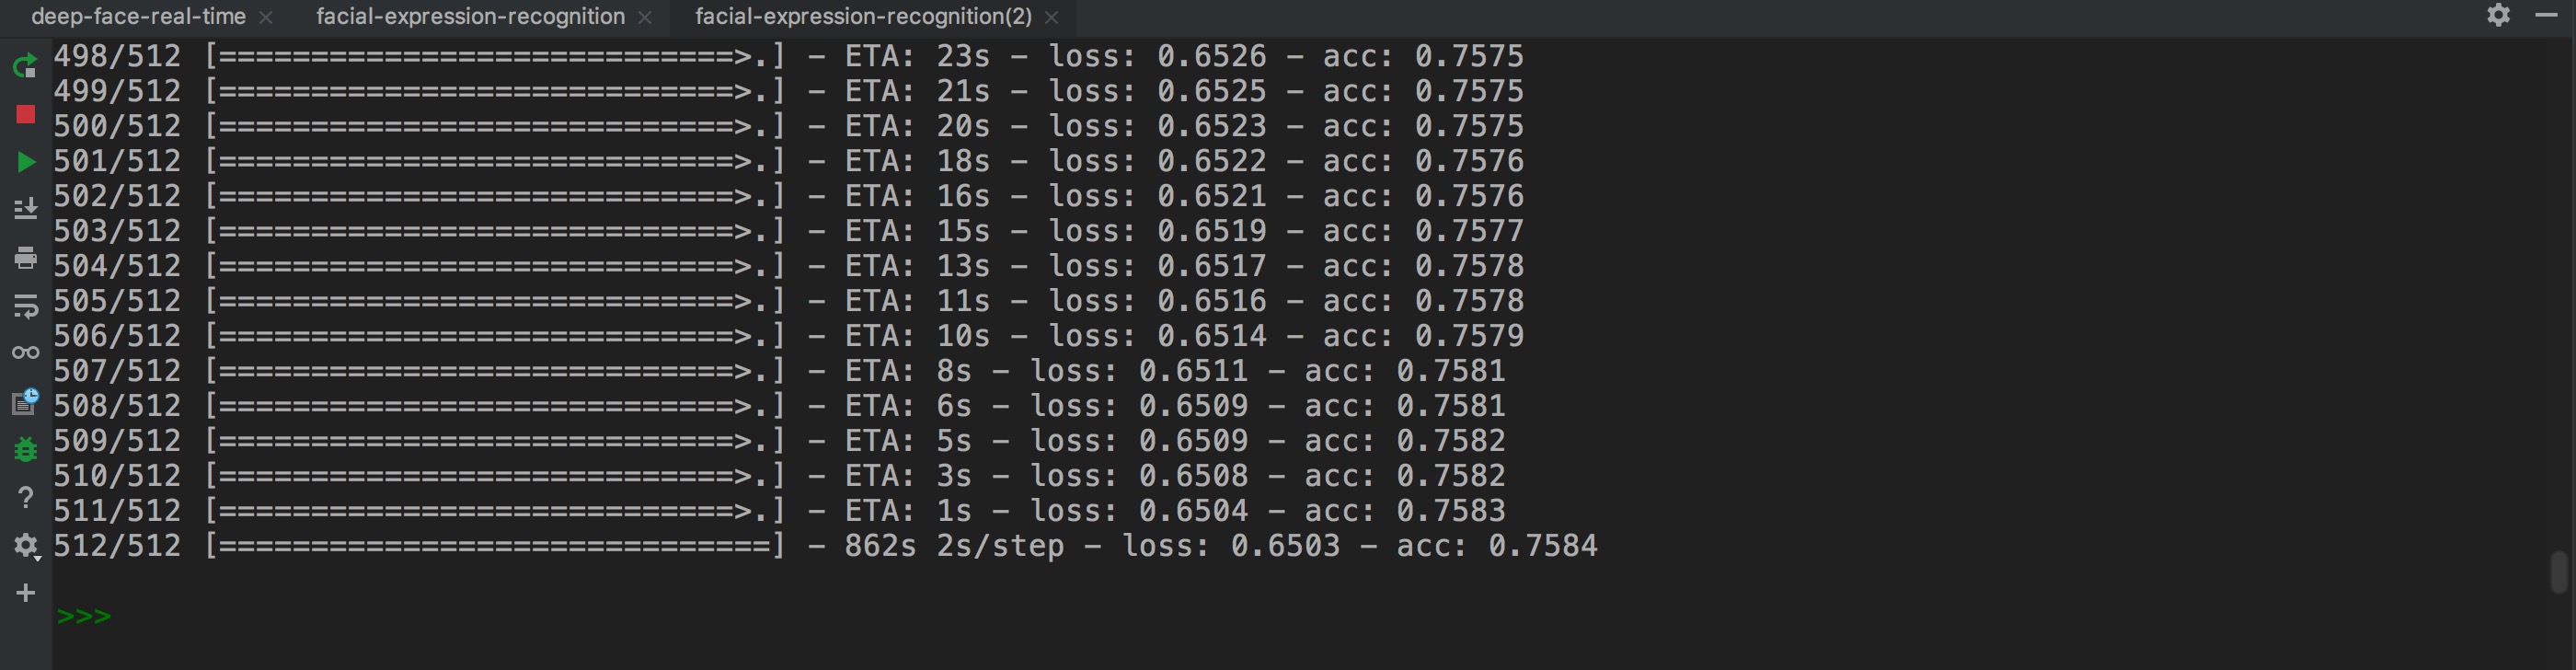 deep-face-real-time × facial-expression-recognition × facial-expression-recognition(2) ×
498/512 [============================>.] - ETA: 23s - loss: 0.6526 - acc: 0.7575
499/512 [============================>.] - ETA: 21s - loss: 0.6525 - acc: 0.7575
500/512 [============================>.] - ETA: 20s - loss: 0.6523 - acc: 0.7575
501/512 [============================>.] - ETA: 18s - loss: 0.6522 - acc: 0.7576
502/512 [============================>.] - ETA: 16s - loss: 0.6521 - acc: 0.7576
503/512 [============================>.] - ETA: 15s - loss: 0.6519 - acc: 0.7577
504/512 [============================>.] - ETA: 13s - loss: 0.6517 - acc: 0.7578
505/512 [============================>.] - ETA: 11s - loss: 0.6516 - acc: 0.7578
506/512 [============================>.] - ETA: 10s - loss: 0.6514 - acc: 0.7579
507/512 [============================>.] - ETA: 8s - loss: 0.6511 - acc: 0.7581
508/512 [============================>.] - ETA: 6s - loss: 0.6509 - acc: 0.7581
509/512 [============================>.] - ETA: 5s - loss: 0.6509 - acc: 0.7582
510/512 [============================>.] - ETA: 3s - loss: 0.6508 - acc: 0.7582
511/512 [============================>.] - ETA: 1s - loss: 0.6504 - acc: 0.7583
512/512 [==============================] - 862s 2s/step - loss: 0.6503 - acc: 0.7584
>>>